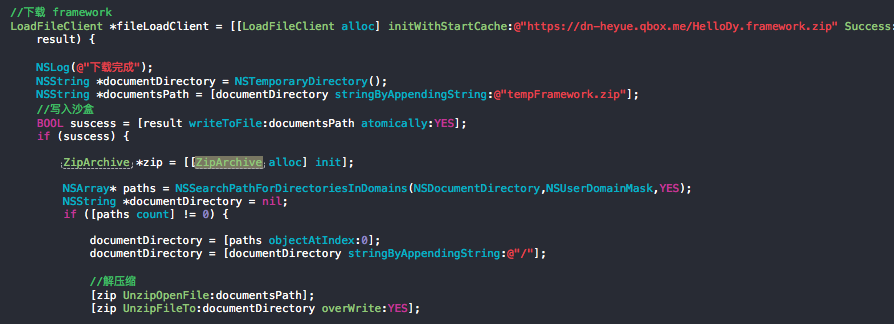 //下载 framework
LoadFileClient *fileLoadClient = [[LoadFileClient alloc] initWithStartCache:@"https://dn-heyue.qbox.me/HelloDy.framework.zip" Success:
result) {
NSLog(@"下载完成");
NSString *documentDirectory = NSTemporaryDirectory();
NSString *documentsPath = [documentDirectory stringByAppendingString:@"tempFramework.zip"];
//写入沙盒
BOOL suscess = [result writeToFile:documentsPath atomically:YES];
if (suscess) {
ZipArchive *zip = [[ZipArchive alloc] init];
NSArray* paths = NSSearchPathForDirectoriesInDomains(NSDocumentDirectory,NSUserDomainMask,YES);
NSString *documentDirectory = nil;
if ([paths count] != 0) {
documentDirectory = [paths objectAtIndex:0];
documentDirectory = [documentDirectory stringByAppendingString:@"/"];
//解压缩
[zip UnzipOpenFile:documentsPath];
[zip UnzipFileTo:documentDirectory overWrite:YES];